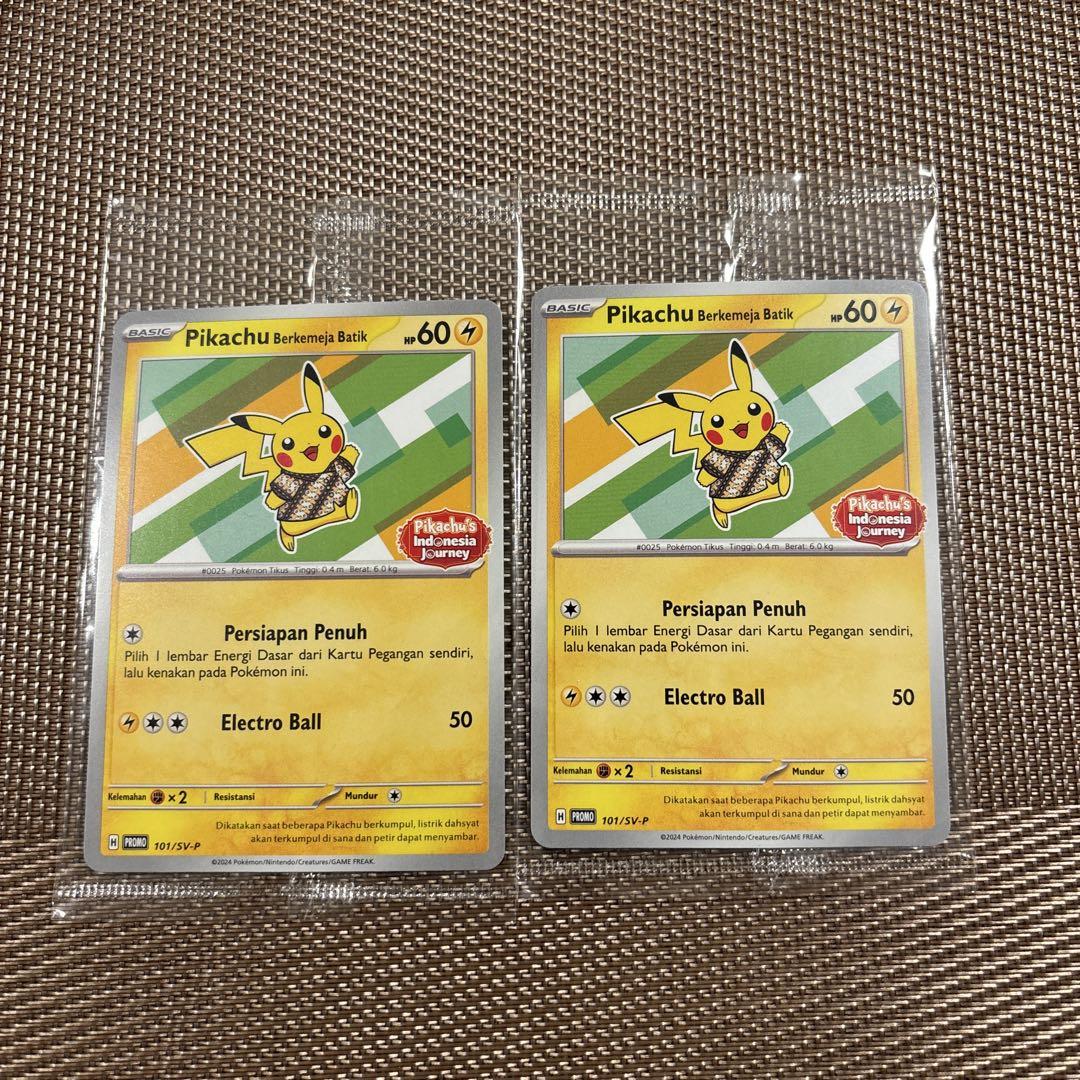 BASIC
Pikachu Berkemeja Batik
HP 60
Pikachu's
Indonesia
Journey
#0025 Pokémon Tikus Tinggi: 0.4 m Berat: 6.0 kg
Persiapan Penuh
Pilih 1 lembar Energi Dasar dari Kartu Pegangan sendiri,
lalu kenakan pada Pokémon ini.
Electro Ball 50
Kelemahan ×2 Resistansi Mundur
Dikatakan saat beberapa Pikachu berkumpul, listrik dahsyat
akan terkumpul di sana dan petir dapat menyambar.
H PROMO 101/SV-P
©2024 Pokémon/Nintendo/Creatures/GAME FREAK.
BASIC
Pikachu Berkemeja Batik
HP 60
Pikachu's
Indonesia
Journey
#0025 Pokémon Tikus Tinggi: 0.4 m Berat: 6.0 kg
Persiapan Penuh
Pilih 1 lembar Energi Dasar dari Kartu Pegangan sendiri,
lalu kenakan pada Pokémon ini.
Electro Ball 50
Kelemahan ×2 Resistansi Mundur
Dikatakan saat beberapa Pikachu berkumpul, listrik dahsyat
akan terkumpul di sana dan petir dapat menyambar.
H PROMO 101/SV-P
©2024 Pokémon/Nintendo/Creatures/GAME FREAK.